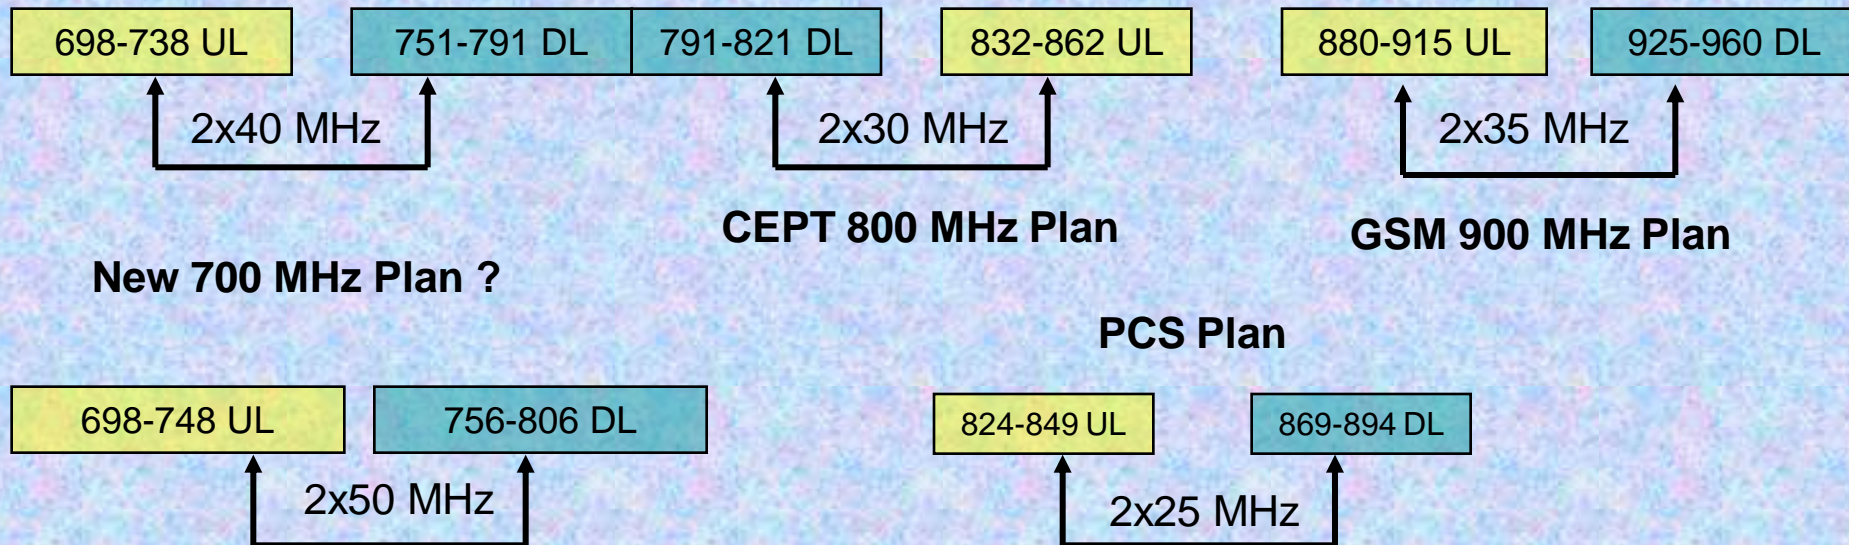 698-738 UL
751-791 DL
791-821 DL
832-862 UL
880-915 UL
925-960 DL
2x40 MHz
2x30 MHz
2x35 MHz
CEPT 800 MHz Plan
GSM 900 MHz Plan
New 700 MHz Plan ?
PCS Plan
698-748 UL
756-806 DL
824-849 UL
869-894 DL
2x50 MHz
2x25 MHz